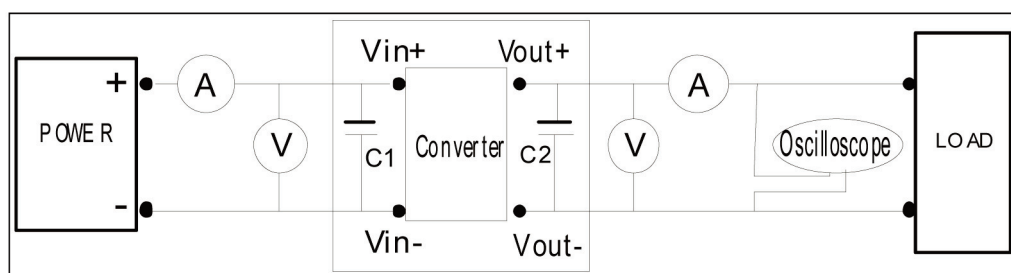 +
POWER
-
A
V
Vin+
C1
Vin-
Converter
Vout+
C2
Vout-
V
A
Oscilloscope
LOAD